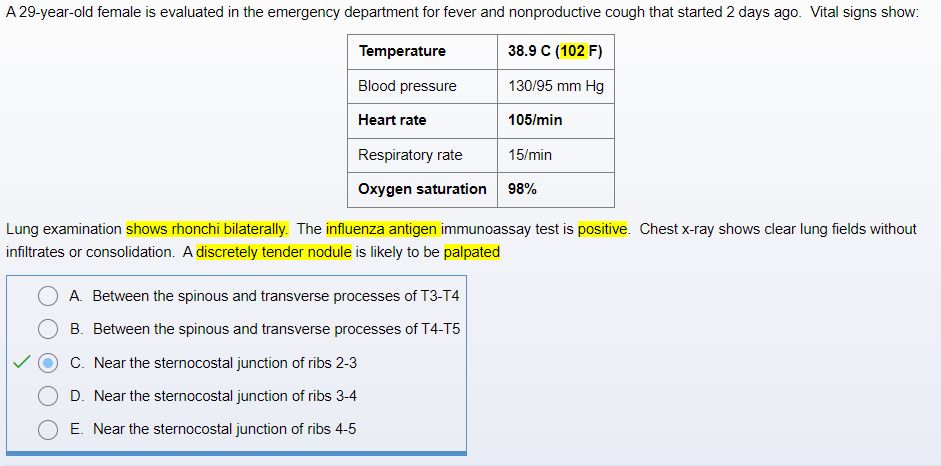 A 29-year-old female is evaluated in the emergency department for fever and nonproductive cough that started 2 days ago.  Vital signs show:
Temperature 38.9 C (102 F)
Blood pressure 130/95 mm Hg
Heart rate 105/min
Respiratory rate 15/min
Oxygen saturation 98%
Lung examination shows rhonchi bilaterally.  The influenza antigen immunoassay test is positive.  Chest x-ray shows clear lung fields without
infiltrates or consolidation.  A discretely tender nodule is likely to be palpated
A. Between the spinous and transverse processes of T3-T4
B. Between the spinous and transverse processes of T4-T5
C. Near the sternocostal junction of ribs 2-3
D. Near the sternocostal junction of ribs 3-4
E. Near the sternocostal junction of ribs 4-5